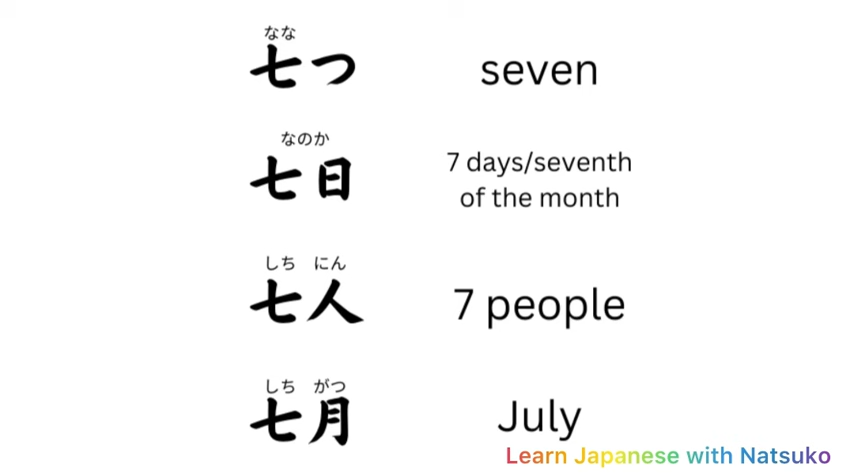 なな
七つ
seven
なのか
七日
7 days/seventh
of the month
しち にん
七人
7 people
しち がつ
七月
July
Learn Japanese with Natsuko